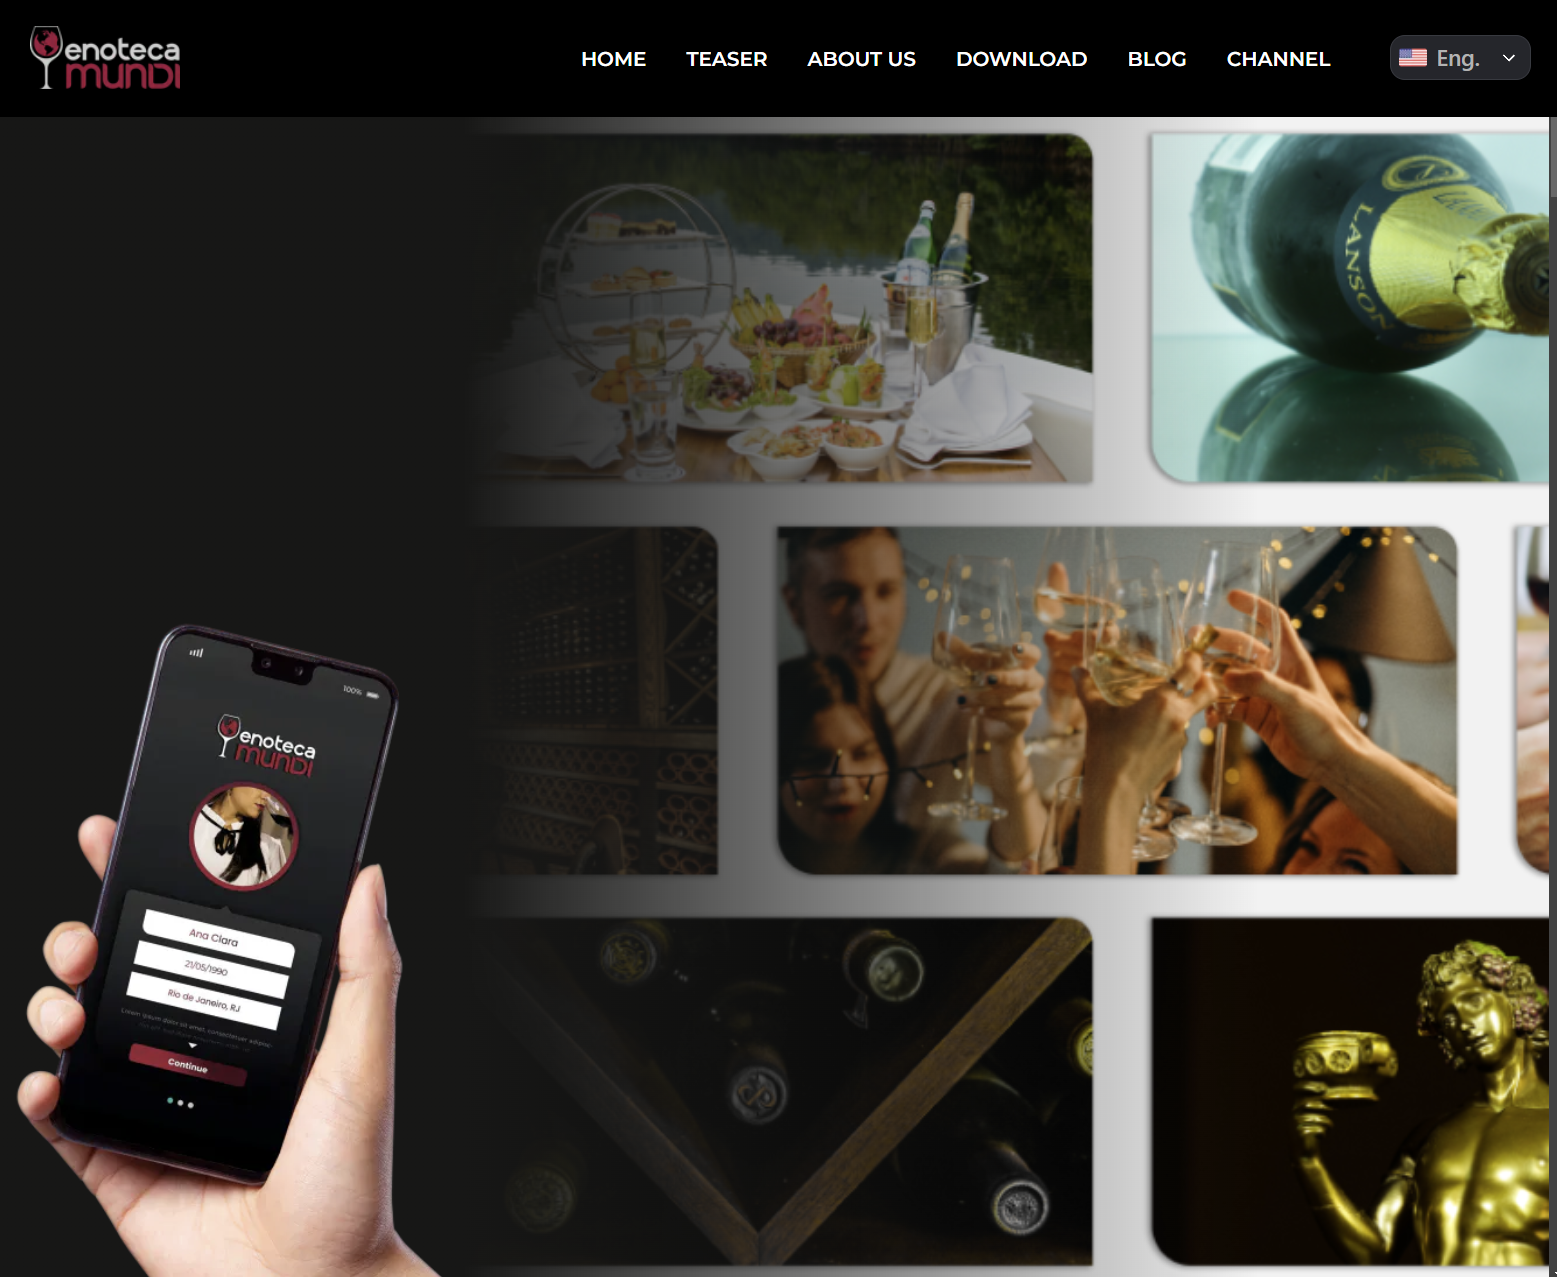 enoteca
MUNDI
HOME
TEASER
ABOUT US
DOWNLOAD
BLOG
CHANNEL
Eng.
LANSON
100%
enoteca
MUNDI
Ana Clara
21/05/1990
Rio de Janeiro, RJ
Lorem ipsum dolor sit amet, consectetuer adipisc-
Continue